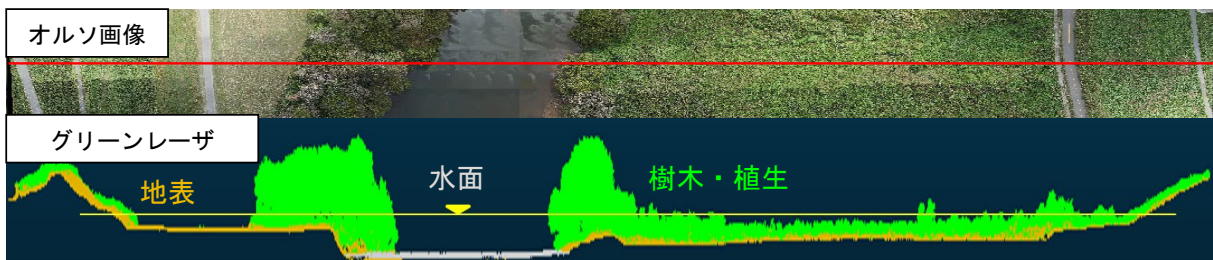 オルソ画像
グリーンレーザ
地表
水面
樹木・植生